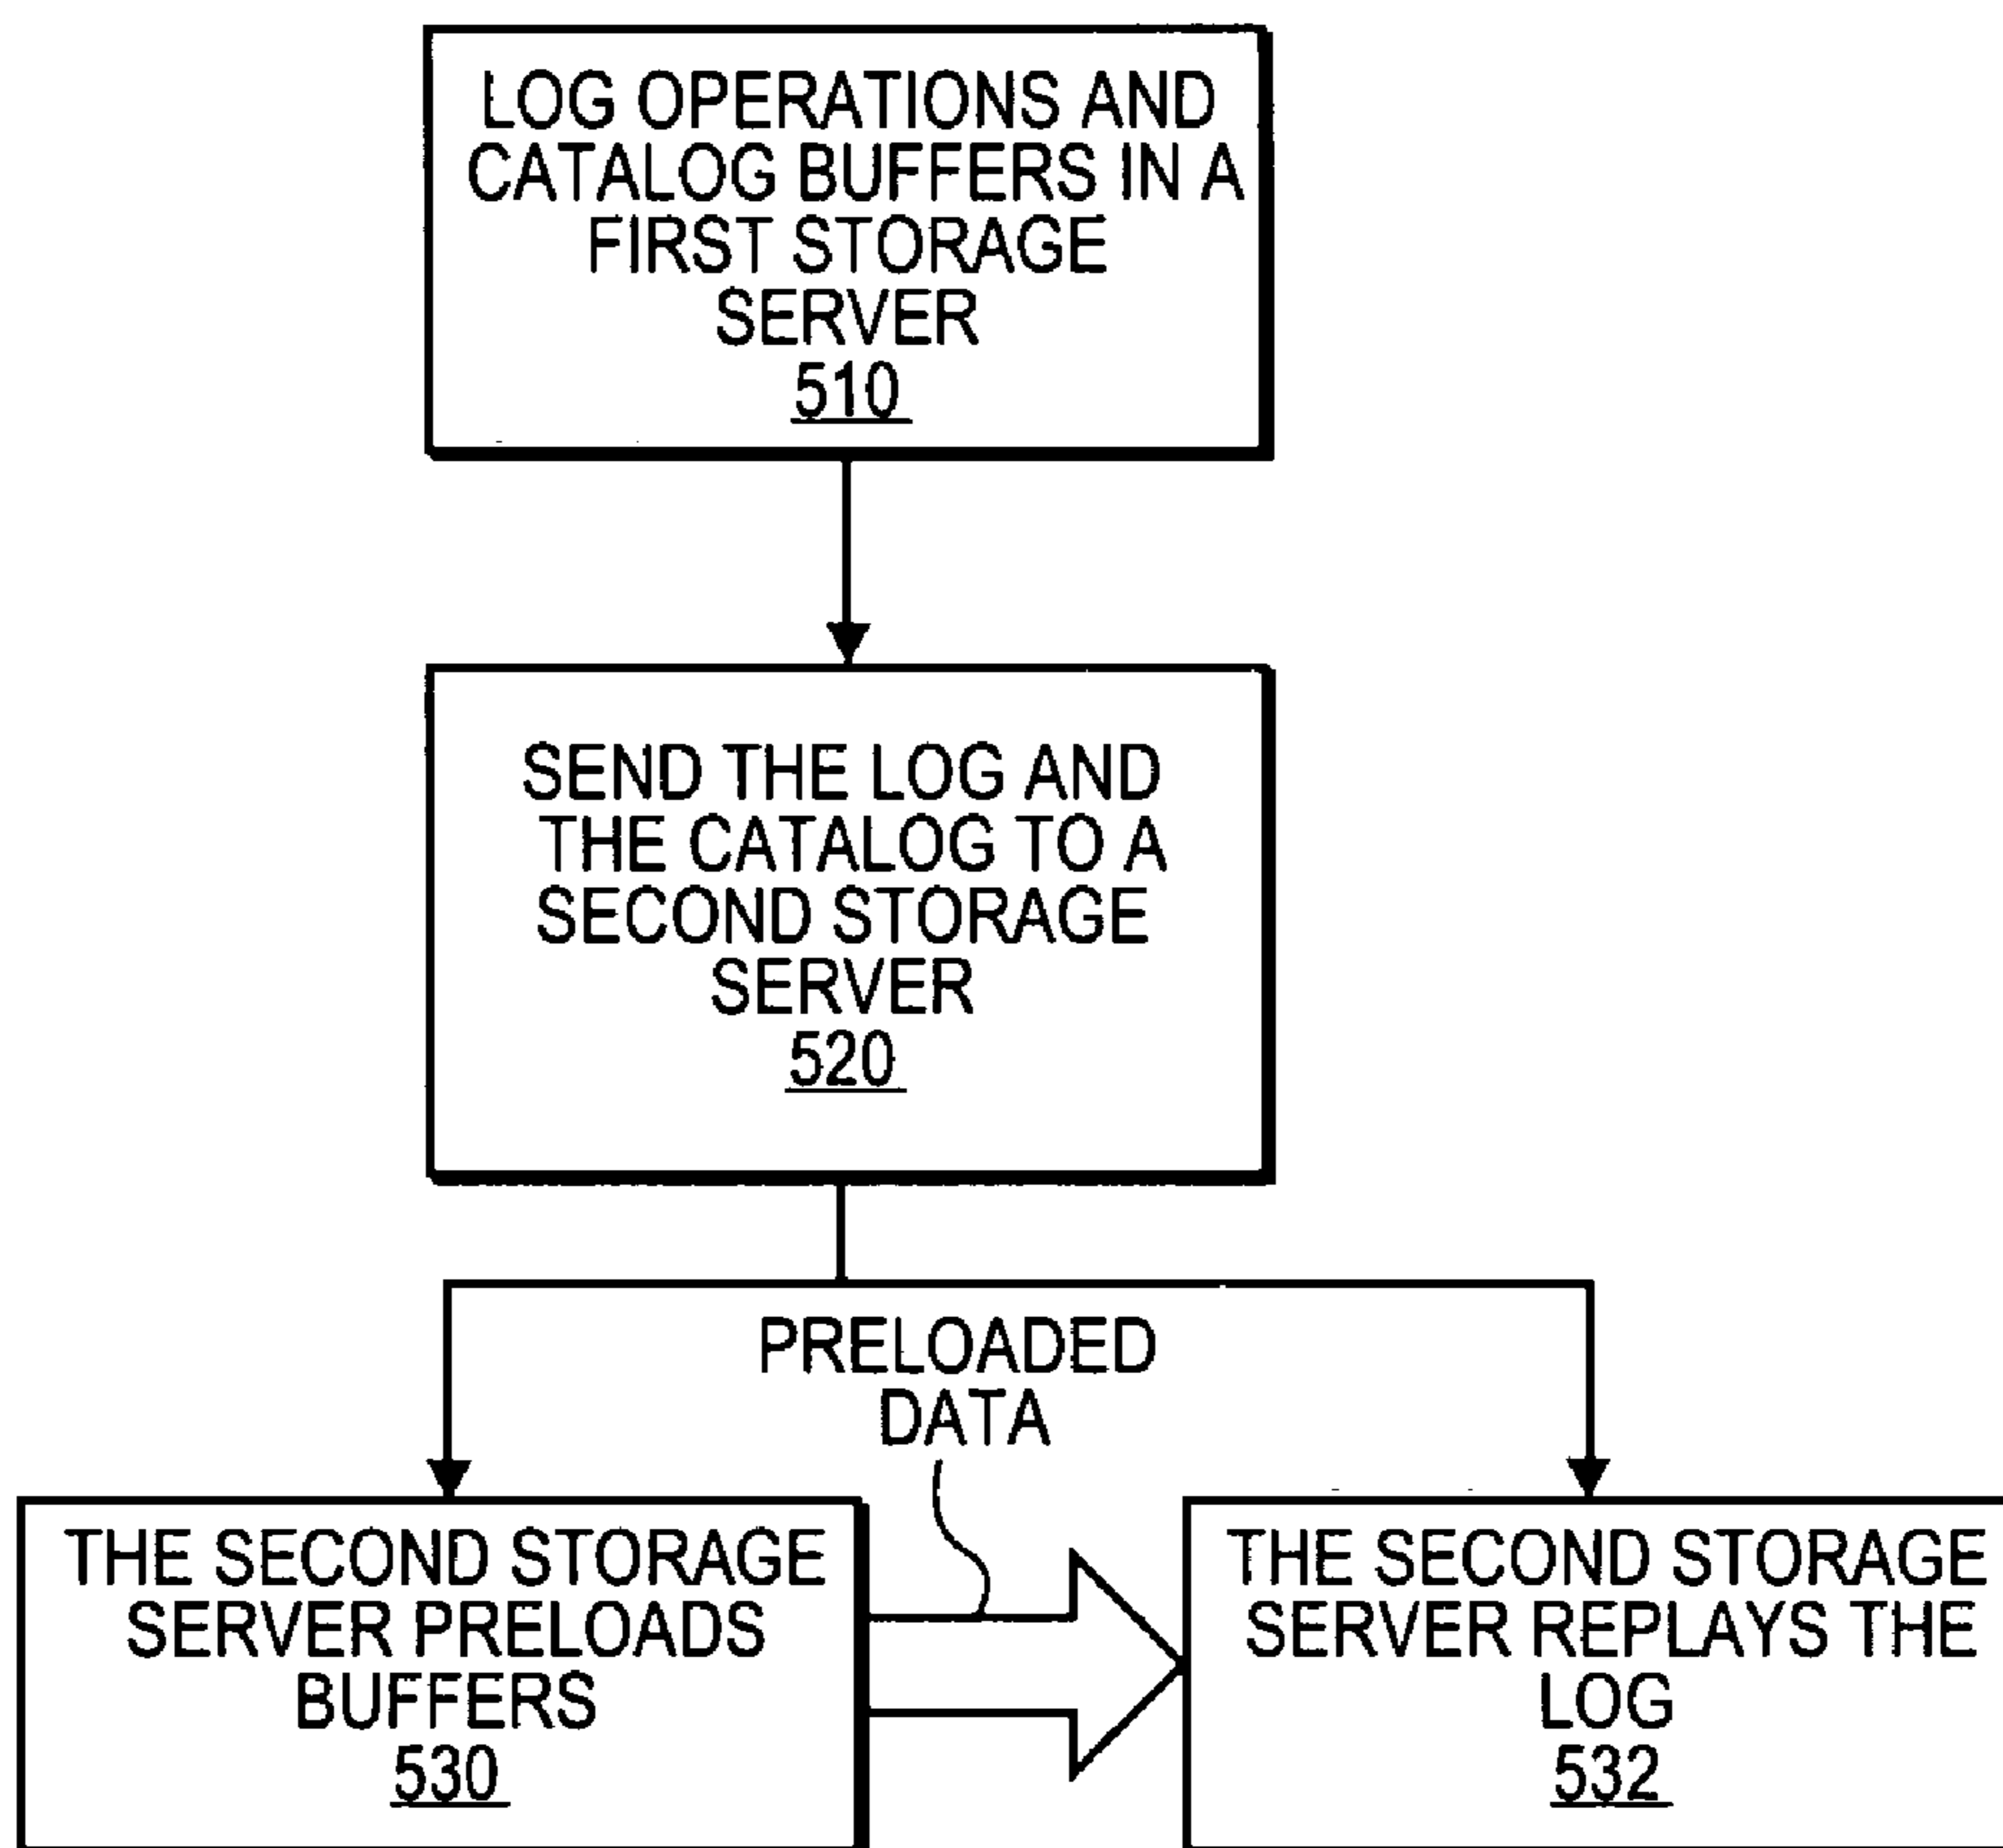 LOG OPERATIONS AND
CATALOG BUFFERS IN A
FIRST STORAGE
SERVER
510
SEND THE LOG AND
THE CATALOG TO A
SECOND STORAGE
SERVER
520
PRELOADED
DATA
THE SECOND STORAGE
SERVER PRELOADS
BUFFERS
530
THE SECOND STORAGE
SERVER REPLAYS THE
LOG
532